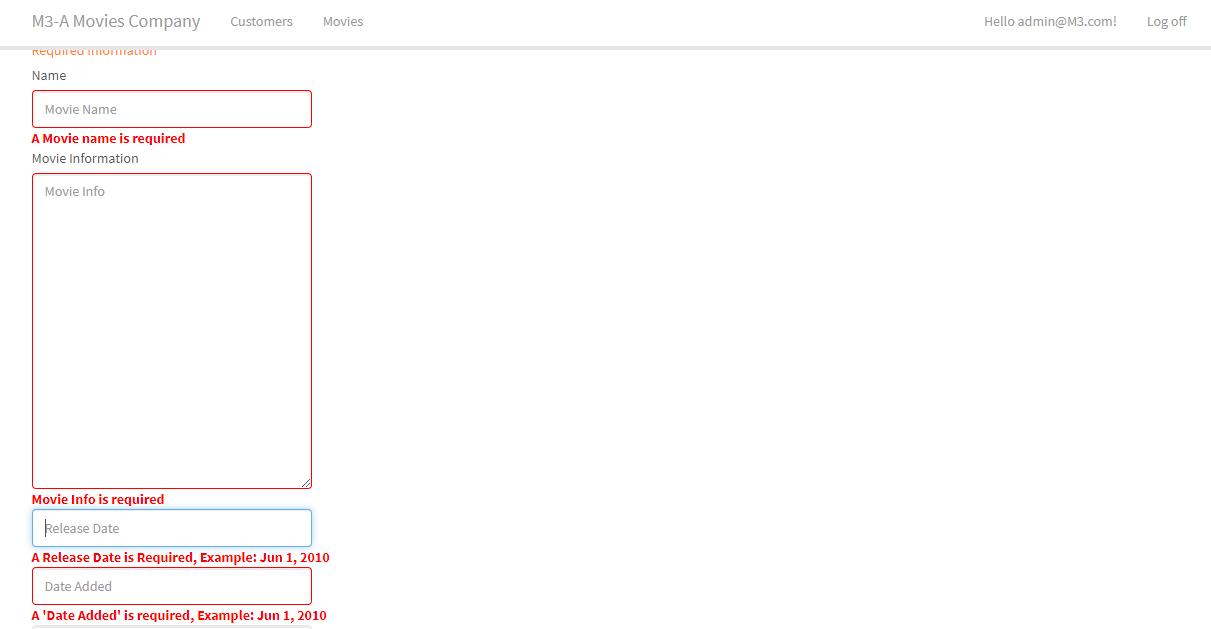 M3-A Movies Company Customers Movies Hello admin@M3.com! Log off
Required Information
Name
Movie Name
A Movie name is required
Movie Information
Movie Info
Movie Info is required
Release Date
A Release Date is Required, Example: Jun 1, 2010
Date Added
A 'Date Added' is required, Example: Jun 1, 2010